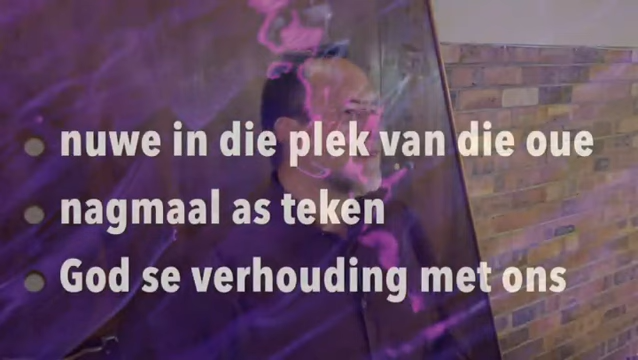 nuwe in die plek van die oue
nagmaal as teken
God se verhouding met ons